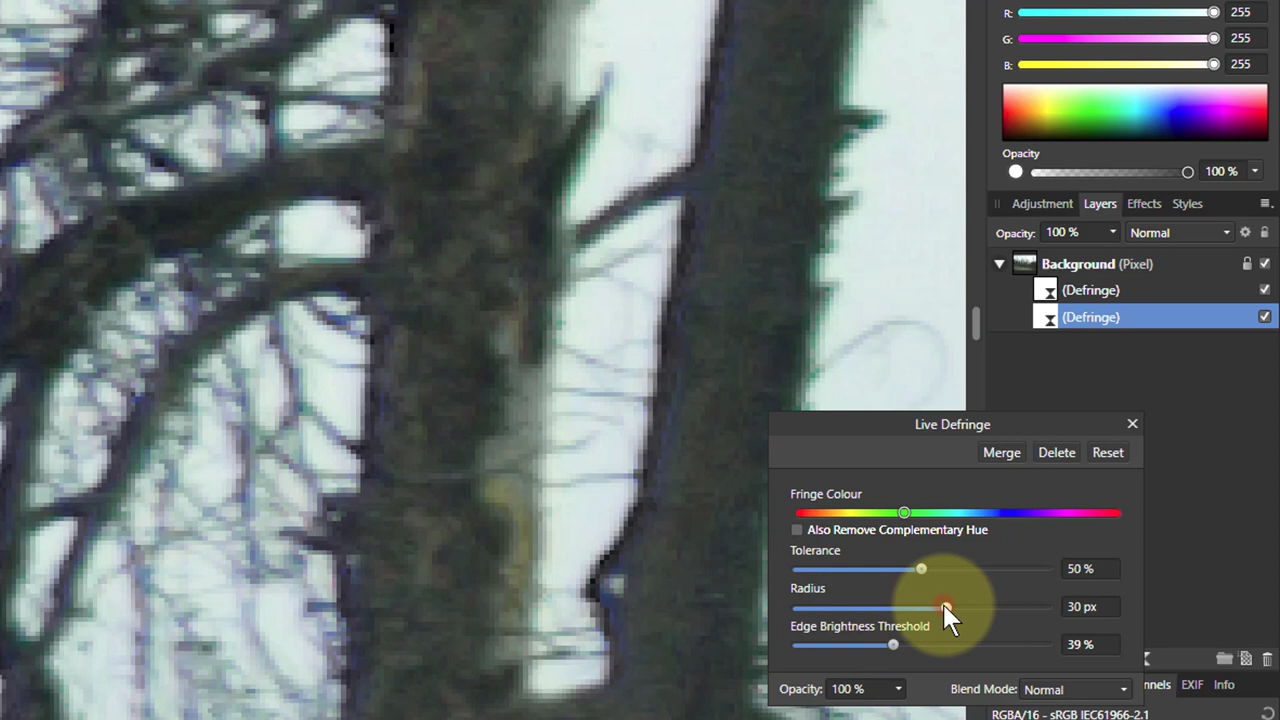 R: 255
G: 255
B: 255
Opacity
100 %
Adjustment Layers Effects Styles
Opacity: 100 % Normal
Background (Pixel)
(Defringe)
(Defringe)
Live Defringe
Merge Delete Reset
Fringe Colour
Also Remove Complementary Hue
Tolerance
50 %
Radius
30 px
Edge Brightness Threshold
39 %
Opacity: 100 % Blend Mode: Normal
nnels EXIF Info
RGBA/16 - sRGB IEC61966-2.1